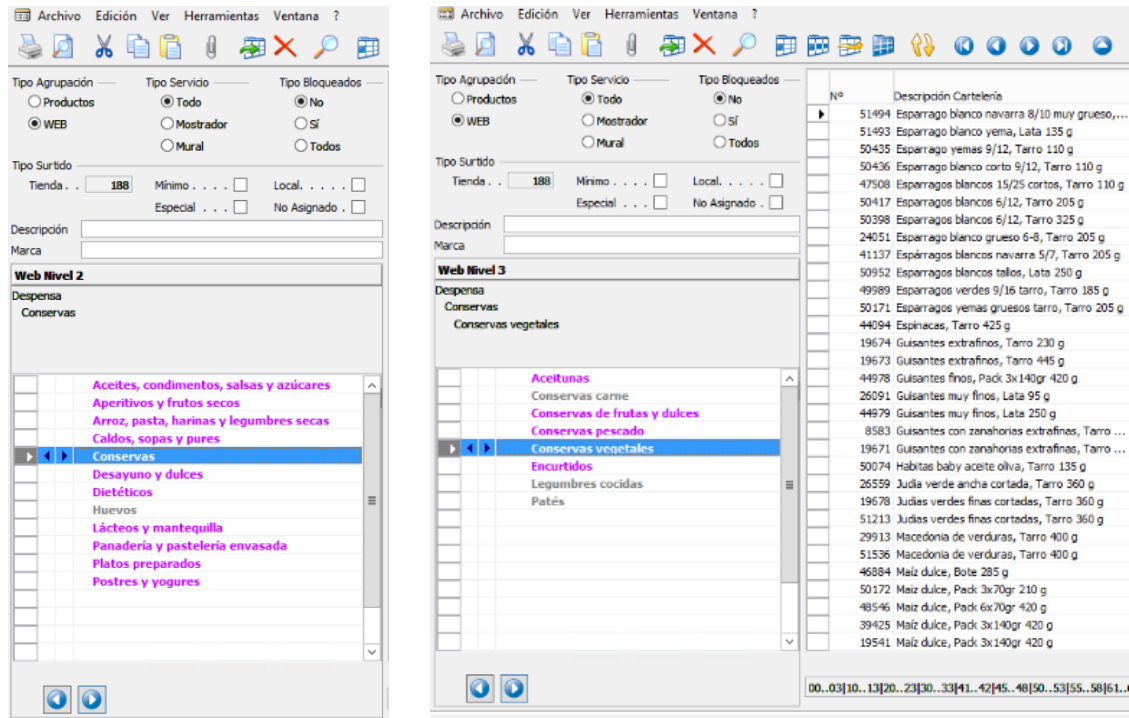 Archivo Edición Ver Herramientas Ventana ?
Tipo Agrupación Tipo Servicio Tipo Bloqueados
Productos Todo No
WEB Mostrador Sí
Mural Todos
Tipo Surtido
Tienda . . 188 Mínimo . . . . Local. . . . .
Especial . . . No Asignado .
Descripción
Marca
Web Nivel 2
Despensa
Conservas
Aceites, condimentos, salsas y azúcares
Aperitivos y frutos secos
Arroz, pasta, harinas y legumbres secas
Caldos, sopas y pures
Conservas
Desayuno y dulces
Dietéticos
Huevos
Lácteos y mantequilla
Panadería y pastelería envasada
Platos preparados
Postres y yogures
Archivo Edición Ver Herramientas Ventana ?
Tipo Agrupación Tipo Servicio Tipo Bloqueados
Productos Todo No
WEB Mostrador Sí
Mural Todos
Tipo Surtido
Tienda . . 188 Mínimo . . . . Local. . . . .
Especial . . . No Asignado .
Descripción
Marca
Web Nivel 3
Despensa
Conservas
Conservas vegetales
Aceitunas
Conservas carne
Conservas de frutas y dulces
Conservas pescado
Conservas vegetales
Encurtidos
Legumbres cocidas
Patés
Nº Descripción Cartelería
51494 Esparrago blanco navarra 8/10 muy grueso,...
51493 Esparrago blanco yema, Lata 135 g
50435 Esparrago yemas 9/12, Tarro 110 g
50436 Esparrago blanco corto 9/12, Tarro 110 g
47508 Esparragos blancos 15/25 cortos, Tarro 110 g
50417 Esparragos blancos 6/12, Tarro 205 g
50398 Esparragos blancos 6/12, Tarro 325 g
24051 Esparrago blanco grueso 6-8, Tarro 205 g
41137 Espárragos blancos navarra 5/7, Tarro 205 g
50952 Esparragos blancos tallos, Lata 250 g
49989 Esparragos verdes 9/16 tarro, Tarro 185 g
50171 Esparragos yemas gruesos tarro, Tarro 205 g
44094 Espinacas, Tarro 425 g
19674 Guisantes extrafinos, Tarro 230 g
19673 Guisantes extrafinos, Tarro 445 g
44978 Guisantes finos, Pack 3x140gr 420 g
26091 Guisantes muy finos, Lata 95 g
44979 Guisantes muy finos, Lata 250 g
8583 Guisantes con zanahorias extrafinas, Tarro ...
19671 Guisantes con zanahorias extrafinas, Tarro ...
50074 Habitas baby aceite oliva, Tarro 135 g
26559 Judia verde ancha cortada, Tarro 360 g
19678 Judias verdes finas cortadas, Tarro 360 g
51213 Judias verdes finas cortadas, Tarro 360 g
29913 Macedonia de verduras, Tarro 400 g
51536 Macedonia de verduras, Tarro 400 g
46884 Maíz dulce, Bote 285 g
50172 Maiz dulce, Pack 3x70gr 210 g
48546 Maiz dulce, Pack 6x70gr 420 g
39425 Maíz dulce, Pack 3x140gr 420 g
19541 Maíz dulce, Pack 3x140gr 420 g
00..03|10..13|20..23|30..33|41..42|45..48|50..53|55..58|61..